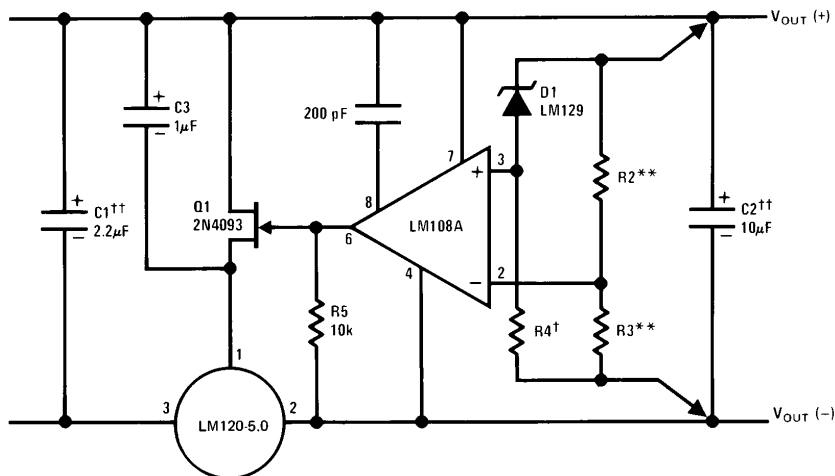 V_OUT (+)
+
C3
1μF
−
D1
LM129
200 pF
7
3
+
R2**
8
+
C1††
−
2.2μF
Q1
2N4093
6
LM108A
+
C2††
−
10μF
4
−
2
R5
10k
R4†
R3**
1
3
LM120-5.0
2
V_OUT (−)